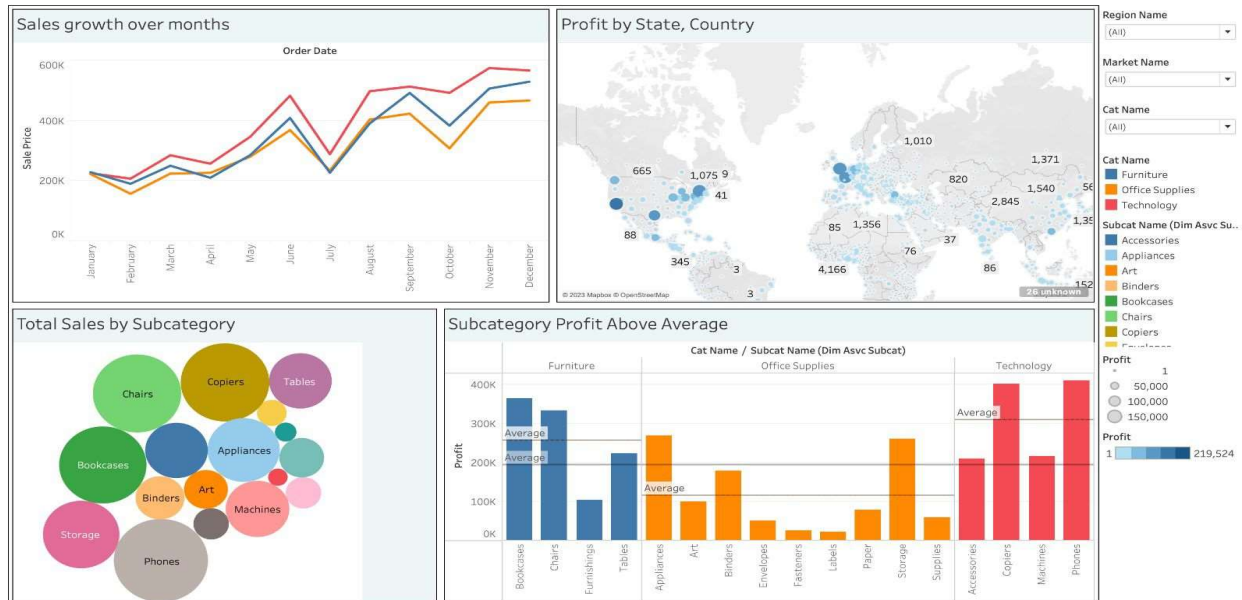 Sales growth over months
Order Date
600K
400K
200K
0K
Sale Price
January
February
March
April
May
June
July
August
September
October
November
December
Profit by State, Country
1,010
1,371
665
1,075
9
820
1,540
56
41
2,845
88
85
1,356
1,35
76
37
345
3
4,166
86
152
3
© 2023 Mapbox © OpenStreetMap
26 unknown
Region Name
(All)
Market Name
(All)
Cat Name
(All)
Cat Name
Furniture
Office Supplies
Technology
Subcat Name (Dim Asvc Su..
Accessories
Appliances
Art
Binders
Bookcases
Chairs
Copiers
Profit
1
50,000
100,000
150,000
Profit
1 219,524
Total Sales by Subcategory
Chairs
Copiers
Tables
Bookcases
Appliances
Binders
Art
Machines
Storage
Phones
Subcategory Profit Above Average
Cat Name / Subcat Name (Dim Asvc Subcat)
Furniture
Office Supplies
Technology
400K
300K
200K
100K
0K
Profit
Average
Average
Average
Average
Bookcases
Chairs
Furnishings
Tables
Appliances
Art
Binders
Envelopes
Fasteners
Labels
Paper
Storage
Supplies
Accessories
Copiers
Machines
Phones